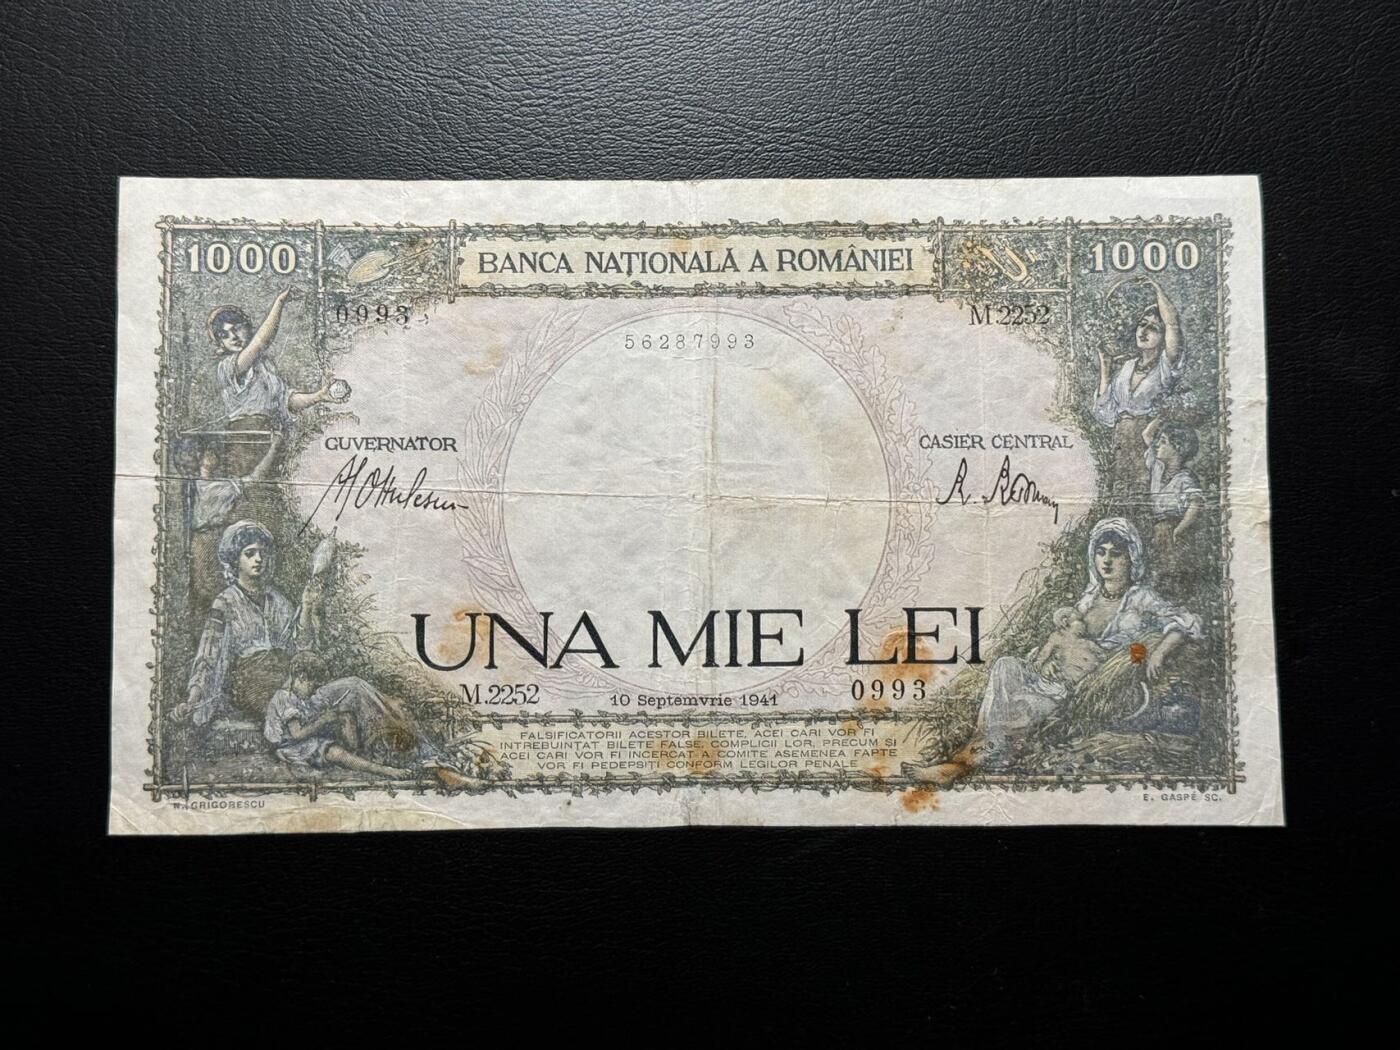 1000 BANCA NAȚIONALĂ A ROMÂNIEI 1000
0993 M.2252
56287993
GUVERNATOR CASIER CENTRAL
UNA MIE LEI
M.2252 10 Septemvrie 1941 0993
FALSIFICATORII ACESTOR BILETE, ACEI CARI VOR FI
INTREBUINȚAT BILETE FALSE, COMPLICII LOR, PRECUM ȘI
ACEI CARI VOR FI INCERCAT A COMITE ASEMENEA FAPTE
VOR FI PEDEPSIȚI CONFORM LEGILOR PENALE
N. GRIGORESCU E. GASPÉ SC.